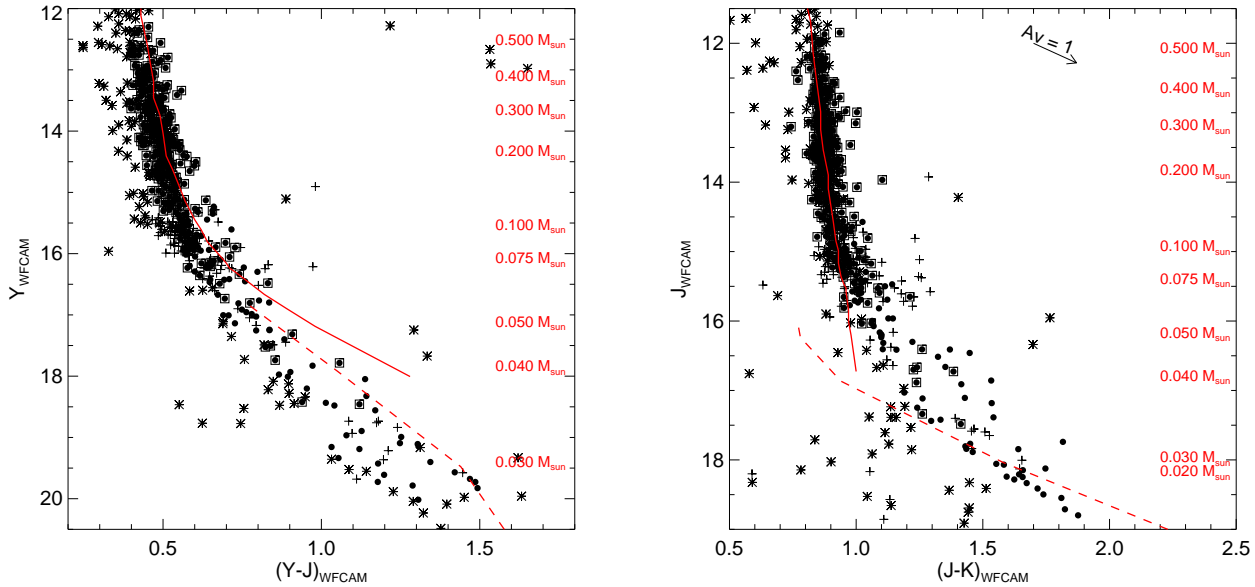 12
14
16
18
20
Y_WFCAM
0.5
1.0
1.5
(Y-J)_WFCAM
0.500 M_sun
0.400 M_sun
0.300 M_sun
0.200 M_sun
0.100 M_sun
0.075 M_sun
0.050 M_sun
0.040 M_sun
0.030 M_sun
12
14
16
18
J_WFCAM
0.5
1.0
1.5
2.0
2.5
(J-K)_WFCAM
Av = 1
0.500 M_sun
0.400 M_sun
0.300 M_sun
0.200 M_sun
0.100 M_sun
0.075 M_sun
0.050 M_sun
0.040 M_sun
0.030 M_sun
0.020 M_sun